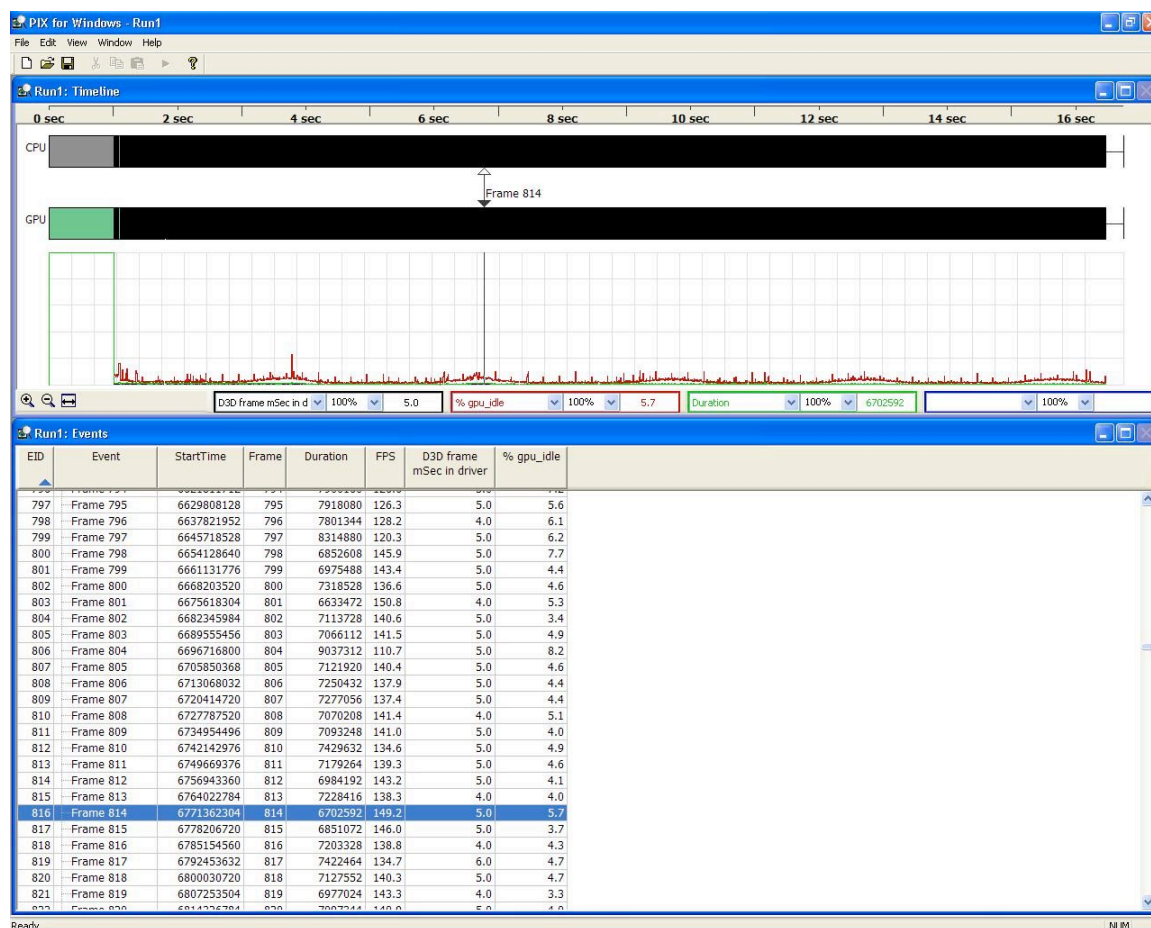 PIX for Windows - Run1
File Edit View Window Help
Run1: Timeline
0 sec 2 sec 4 sec 6 sec 8 sec 10 sec 12 sec 14 sec 16 sec
CPU
Frame 814
GPU
D3D frame mSec in d 100% 5.0 % gpu_idle 100% 5.7 Duration 100% 6702592 100%
Run1: Events
EID Event StartTime Frame Duration FPS D3D frame mSec in driver % gpu_idle
797 Frame 795 6629808128 795 7918080 126.3 5.0 5.6
798 Frame 796 6637821952 796 7801344 128.2 4.0 6.1
799 Frame 797 6645718528 797 8314880 120.3 5.0 6.2
800 Frame 798 6654128640 798 6852608 145.9 5.0 7.7
801 Frame 799 6661131776 799 6975488 143.4 5.0 4.4
802 Frame 800 6668203520 800 7318528 136.6 5.0 4.6
803 Frame 801 6675618304 801 6633472 150.8 4.0 5.3
804 Frame 802 6682345984 802 7113728 140.6 5.0 3.4
805 Frame 803 6689555456 803 7066112 141.5 5.0 4.9
806 Frame 804 6696716800 804 9037312 110.7 5.0 8.2
807 Frame 805 6705850368 805 7121920 140.4 5.0 4.6
808 Frame 806 6713068032 806 7250432 137.9 5.0 4.4
809 Frame 807 6720414720 807 7277056 137.4 5.0 4.4
810 Frame 808 6727787520 808 7070208 141.4 4.0 5.1
811 Frame 809 6734954496 809 7093248 141.0 5.0 4.0
812 Frame 810 6742142976 810 7429632 134.6 5.0 4.9
813 Frame 811 6749669376 811 7179264 139.3 5.0 4.6
814 Frame 812 6756943360 812 6984192 143.2 5.0 4.1
815 Frame 813 6764022784 813 7228416 138.3 4.0 4.0
816 Frame 814 6771362304 814 6702592 149.2 5.0 5.7
817 Frame 815 6778206720 815 6851072 146.0 5.0 3.7
818 Frame 816 6785154560 816 7203328 138.8 4.0 4.3
819 Frame 817 6792453632 817 7422464 134.7 6.0 4.7
820 Frame 818 6800030720 818 7127552 140.3 5.0 4.7
821 Frame 819 6807253504 819 6977024 143.3 4.0 3.3
Ready NUM